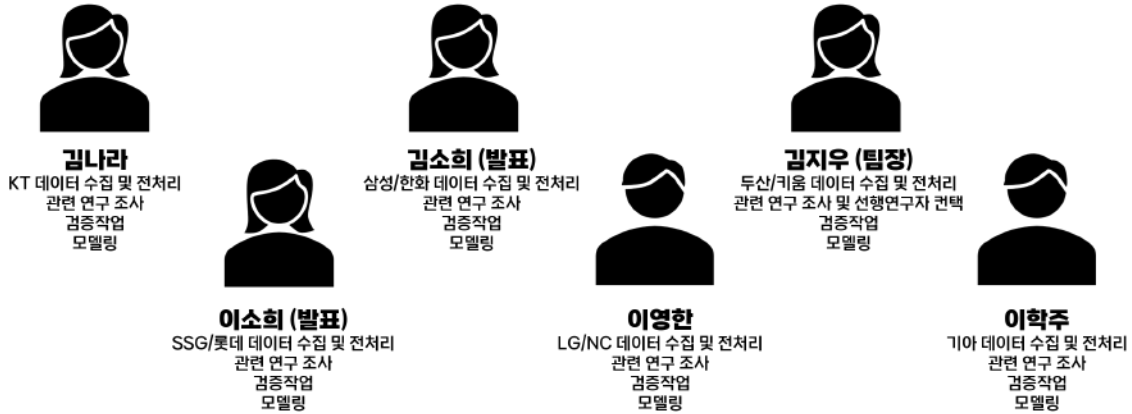 김나라
KT 데이터 수집 및 전처리
관련 연구 조사
검증작업
모델링
이소희 (발표)
SSG/롯데 데이터 수집 및 전처리
관련 연구 조사
검증작업
모델링
김소희 (발표)
삼성/한화 데이터 수집 및 전처리
관련 연구 조사
검증작업
모델링
이영한
LG/NC 데이터 수집 및 전처리
관련 연구 조사
검증작업
모델링
김지우 (팀장)
두산/키움 데이터 수집 및 전처리
관련 연구 조사 및 선행연구자 컨택
검증작업
모델링
이학주
기아 데이터 수집 및 전처리
관련 연구 조사
검증작업
모델링